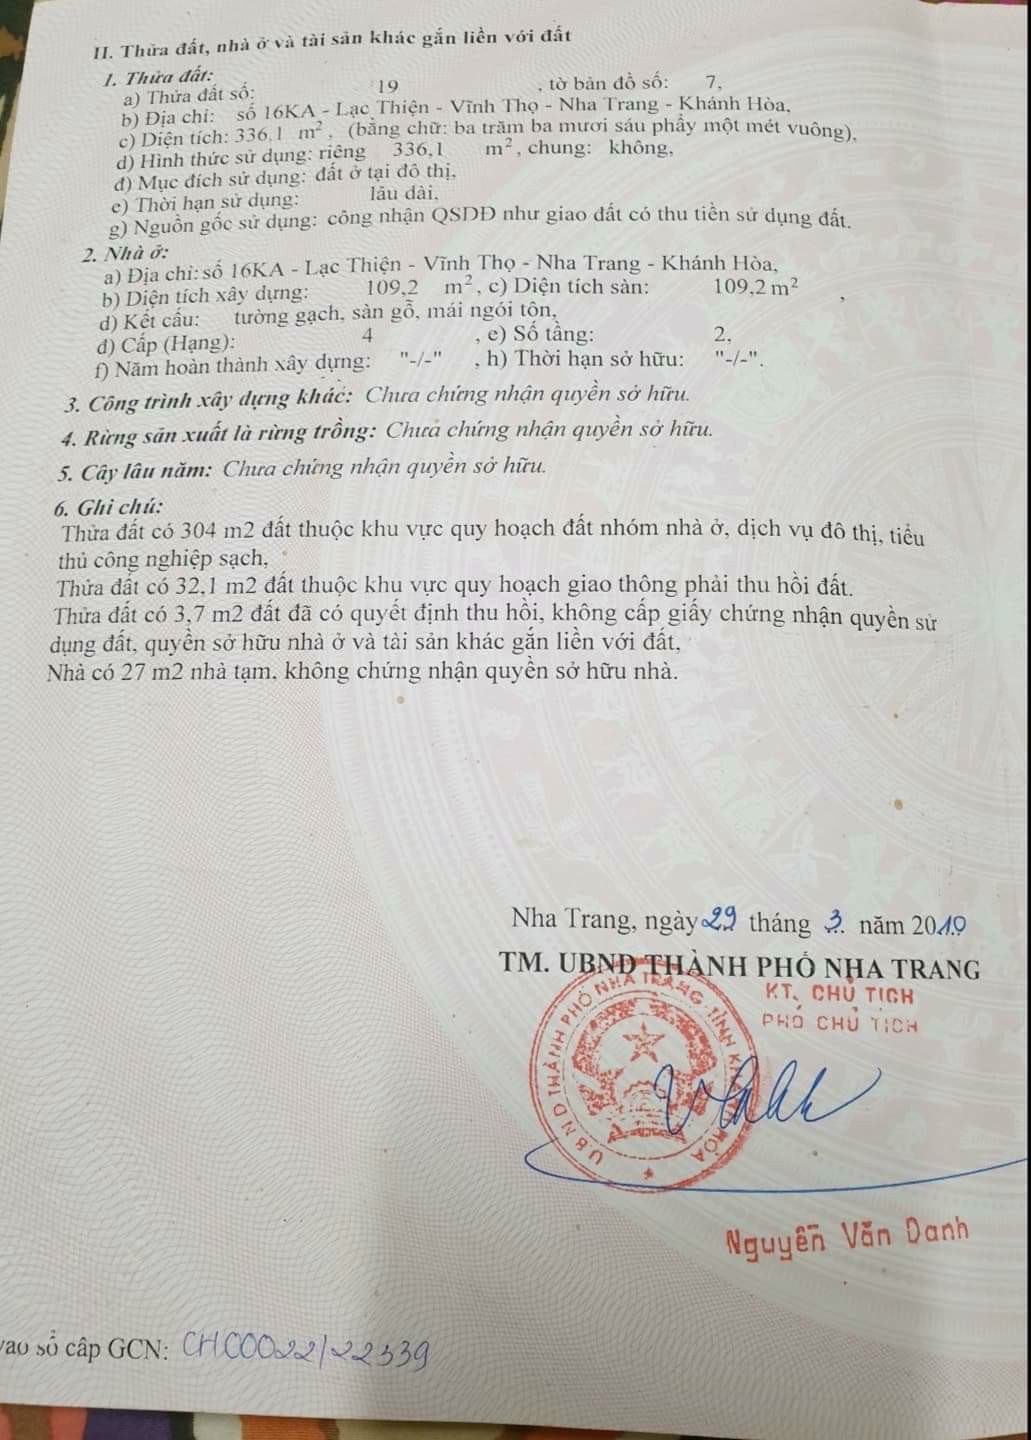 II. Thửa đất, nhà ở và tài sản khác gắn liền với đất
1. Thửa đất:
a) Thửa đất số: 19 , tờ bản đồ số: 7,
b) Địa chỉ: số 16KA - Lạc Thiện - Vĩnh Thọ - Nha Trang - Khánh Hòa,
c) Diện tích: 336,1 m², (bằng chữ: ba trăm ba mươi sáu phẩy một mét vuông),
d) Hình thức sử dụng: riêng 336,1 m², chung: không,
đ) Mục đích sử dụng: đất ở tại đô thị,
e) Thời hạn sử dụng: lâu dài,
g) Nguồn gốc sử dụng: công nhận QSDĐ như giao đất có thu tiền sử dụng đất.
2. Nhà ở:
a) Địa chỉ: số 16KA - Lạc Thiện - Vĩnh Thọ - Nha Trang - Khánh Hòa,
b) Diện tích xây dựng: 109,2 m², c) Diện tích sàn: 109,2 m² ,
d) Kết cấu: tường gạch, sàn gỗ, mái ngói tôn,
đ) Cấp (Hạng): 4 , e) Số tầng: 2,
f) Năm hoàn thành xây dựng: "-/-" , h) Thời hạn sở hữu: "-/-".
3. Công trình xây dựng khác: Chưa chứng nhận quyền sở hữu.
4. Rừng sản xuất là rừng trồng: Chưa chứng nhận quyền sở hữu.
5. Cây lâu năm: Chưa chứng nhận quyền sở hữu.
6. Ghi chú:
Thửa đất có 304 m2 đất thuộc khu vực quy hoạch đất nhóm nhà ở, dịch vụ đô thị, tiểu
thủ công nghiệp sạch,
Thửa đất có 32,1 m2 đất thuộc khu vực quy hoạch giao thông phải thu hồi đất.
Thửa đất có 3,7 m2 đất đã có quyết định thu hồi, không cấp giấy chứng nhận quyền sử
dụng đất, quyền sở hữu nhà ở và tài sản khác gắn liền với đất,
Nhà có 27 m2 nhà tạm, không chứng nhận quyền sở hữu nhà.
Nha Trang, ngày 29 tháng 3 năm 2010
TM. UBND THÀNH PHỐ NHA TRANG
KT. CHỦ TỊCH
PHÓ CHỦ TỊCH
UBND THÀNH PHỐ NHA TRANG TỈNH KHÁNH HÒA
Nguyễn Văn Danh
vào sổ cấp GCN: CH00022/22339